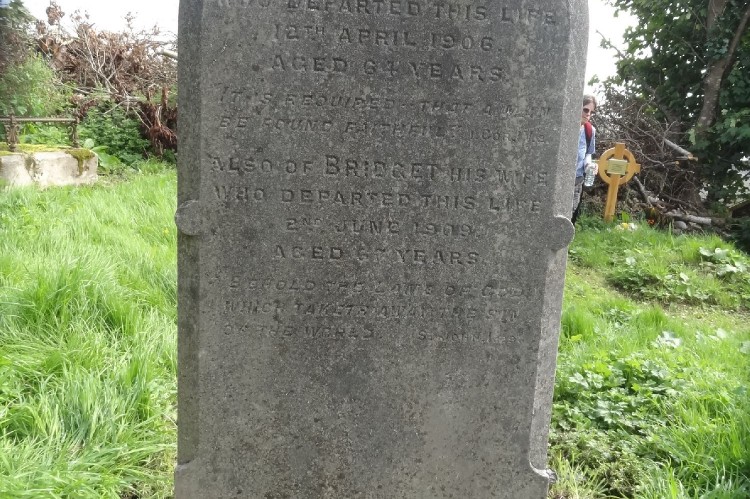 WHO DEPARTED THIS LIFE
12TH APRIL 1906
AGED 64 YEARS
IT IS REQUIRED THAT A MAN
BE FOUND FAITHFUL
ALSO OF BRIDGET HIS WIFE
WHO DEPARTED THIS LIFE
2ND JUNE 1909
AGED YEARS
BEHOLD THE LAMB OF GOD
WHICH TAKETH AWAY THE SIN
OF THE WORLD